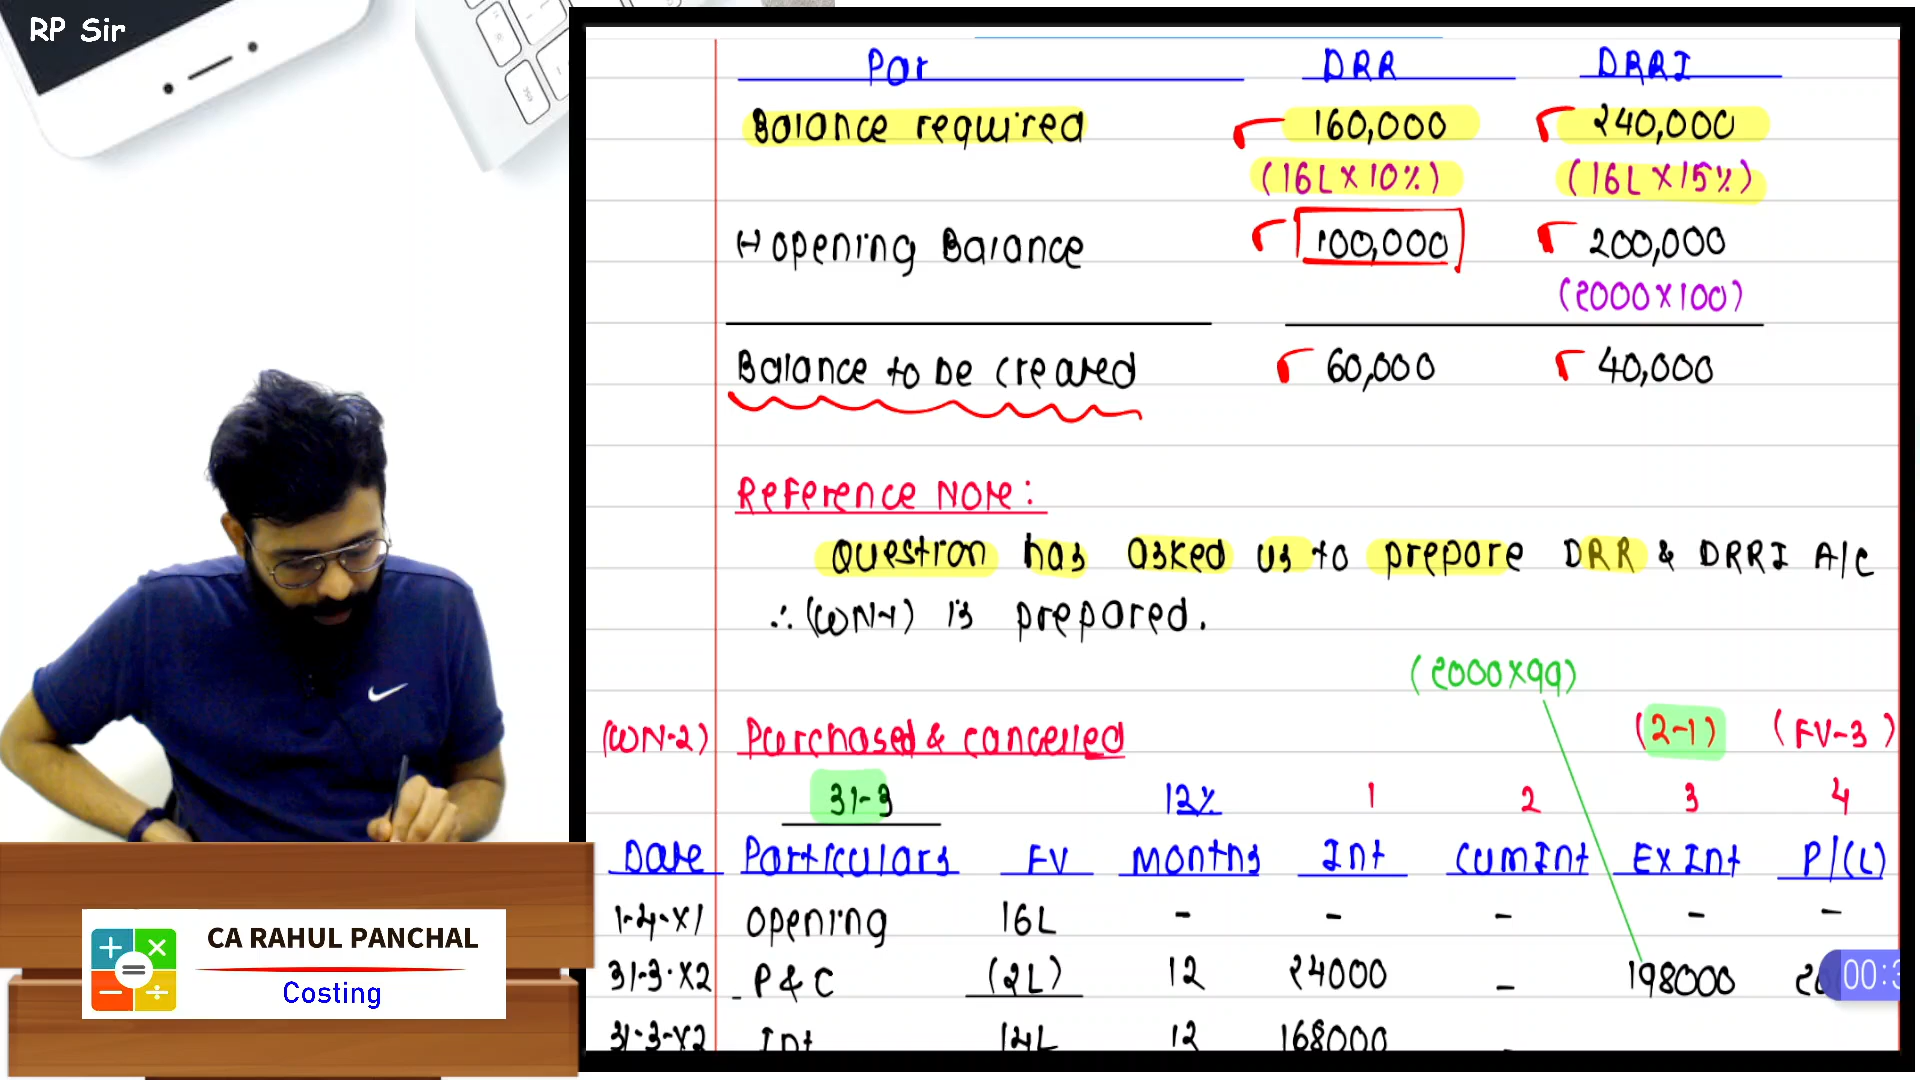 RP Sir
Par DRR DRRI
Balance required 160,000 240,000
(16L x 10%) (16L x 15%)
(-) opening Balance 100,000 200,000
(2000 x 100)
Balance to be created 60,000 40,000
Reference Note:
Question has asked us to prepare DRR & DRRI A/C
∴ (WN-1) is prepared.
(2000x99)
(WN-2) Purchased & cancelled (2-1) (FV-3)
31-3 12% 1 2 3 4
Date Particulars FV Months Int cumInt Ex Int P/(L)
1-4-X1 opening 16L - - - - -
31-3-X2 P & C (2L) 12 24000 - 198000
31-3-X2 Int 14L 12 168000 -
CA RAHUL PANCHAL
Costing